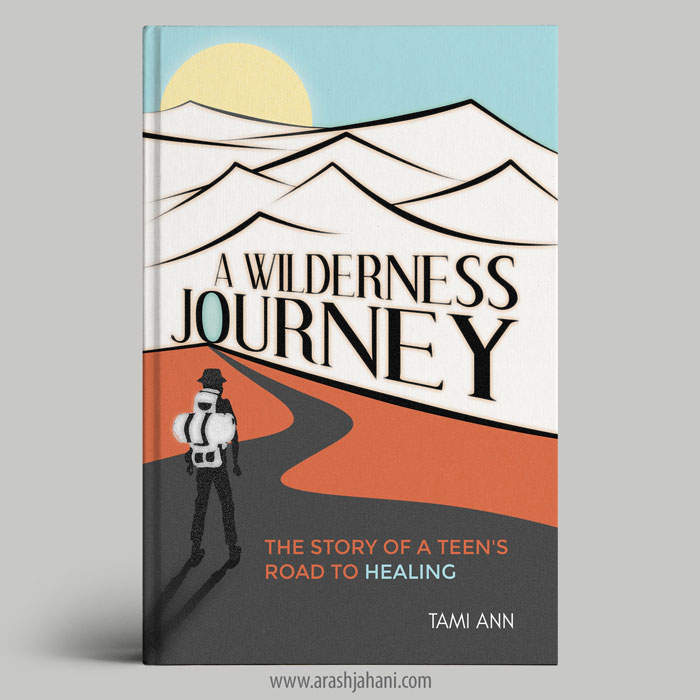 A WILDERNESS
JOURNEY
THE STORY OF A TEEN'S
ROAD TO HEALING
TAMI ANN
www.arashjahani.com